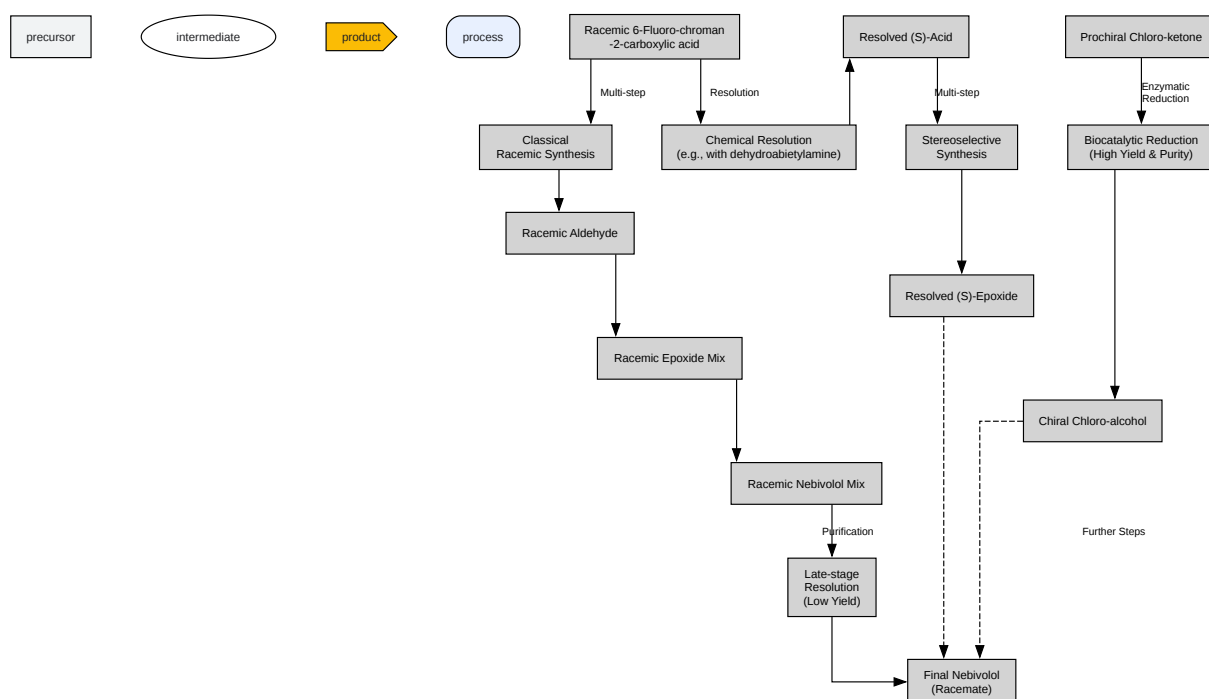 precursor
intermediate
product
process
Racemic 6-Fluoro-chroman
-2-carboxylic acid
Resolved (S)-Acid
Prochiral Chloro-ketone
Multi-step
Resolution
Multi-step
Enzymatic
Reduction
Classical
Racemic Synthesis
Chemical Resolution
(e.g., with dehydroabietylamine)
Stereoselective
Synthesis
Biocatalytic Reduction
(High Yield & Purity)
Racemic Aldehyde
Resolved (S)-Epoxide
Racemic Epoxide Mix
Chiral Chloro-alcohol
Racemic Nebivolol Mix
Purification
Further Steps
Late-stage
Resolution
(Low Yield)
Final Nebivolol
(Racemate)